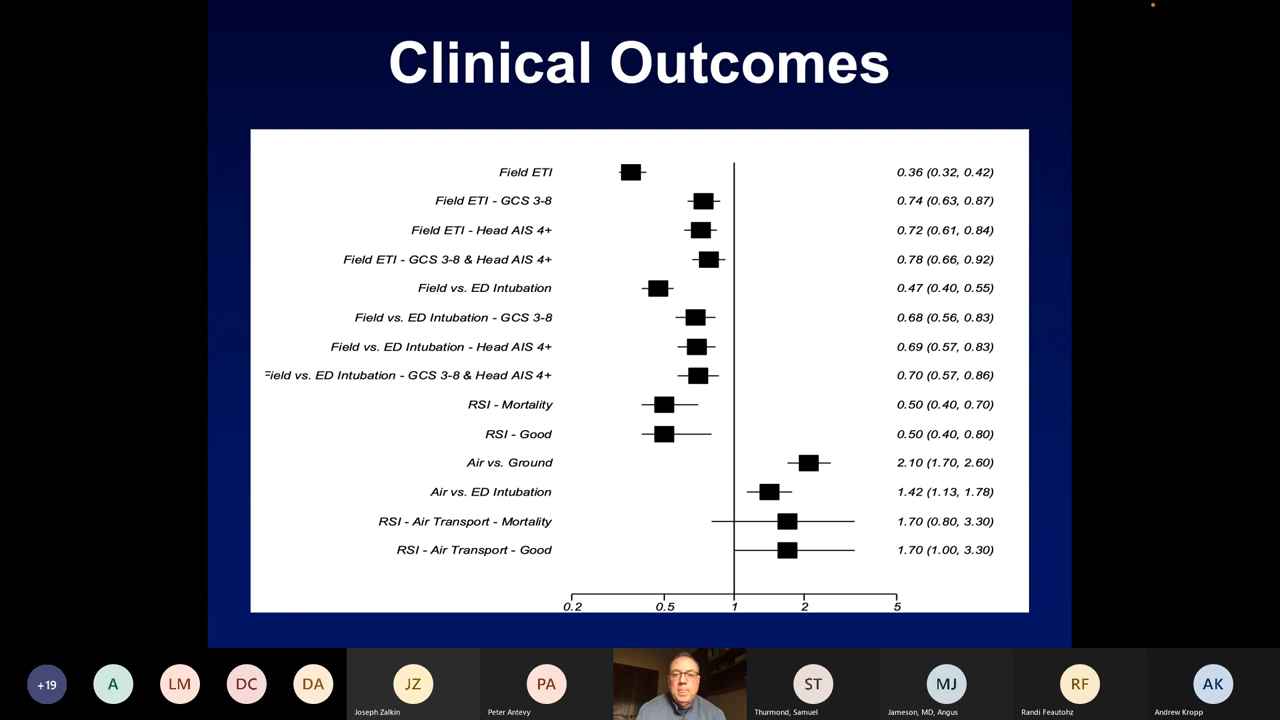 Clinical Outcomes
Field ETI 0.36 (0.32, 0.42)
Field ETI - GCS 3-8 0.74 (0.63, 0.87)
Field ETI - Head AIS 4+ 0.72 (0.61, 0.84)
Field ETI - GCS 3-8 & Head AIS 4+ 0.78 (0.66, 0.92)
Field vs. ED Intubation 0.47 (0.40, 0.55)
Field vs. ED Intubation - GCS 3-8 0.68 (0.56, 0.83)
Field vs. ED Intubation - Head AIS 4+ 0.69 (0.57, 0.83)
Field vs. ED Intubation - GCS 3-8 & Head AIS 4+ 0.70 (0.57, 0.86)
RSI - Mortality 0.50 (0.40, 0.70)
RSI - Good 0.50 (0.40, 0.80)
Air vs. Ground 2.10 (1.70, 2.60)
Air vs. ED Intubation 1.42 (1.13, 1.78)
RSI - Air Transport - Mortality 1.70 (0.80, 3.30)
RSI - Air Transport - Good 1.70 (1.00, 3.30)
0.2 0.5 1 2 5
+19 A LM DC DA JZ PA ST MJ RF AK
Joseph Zalkin Peter Antevy Thurmond, Samuel Jameson, MD, Angus Randi Feautohz Andrew Kropp